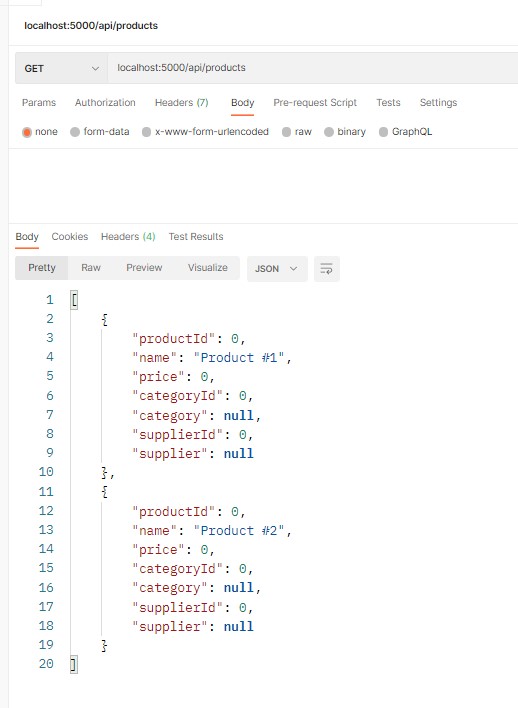 localhost:5000/api/products
GET localhost:5000/api/products
Params Authorization Headers (7) Body Pre-request Script Tests Settings
none form-data x-www-form-urlencoded raw binary GraphQL
Body Cookies Headers (4) Test Results
Pretty Raw Preview Visualize JSON
1 [
2 {
3 "productId": 0,
4 "name": "Product #1",
5 "price": 0,
6 "categoryId": 0,
7 "category": null,
8 "supplierId": 0,
9 "supplier": null
10 },
11 {
12 "productId": 0,
13 "name": "Product #2",
14 "price": 0,
15 "categoryId": 0,
16 "category": null,
17 "supplierId": 0,
18 "supplier": null
19 }
20 ]